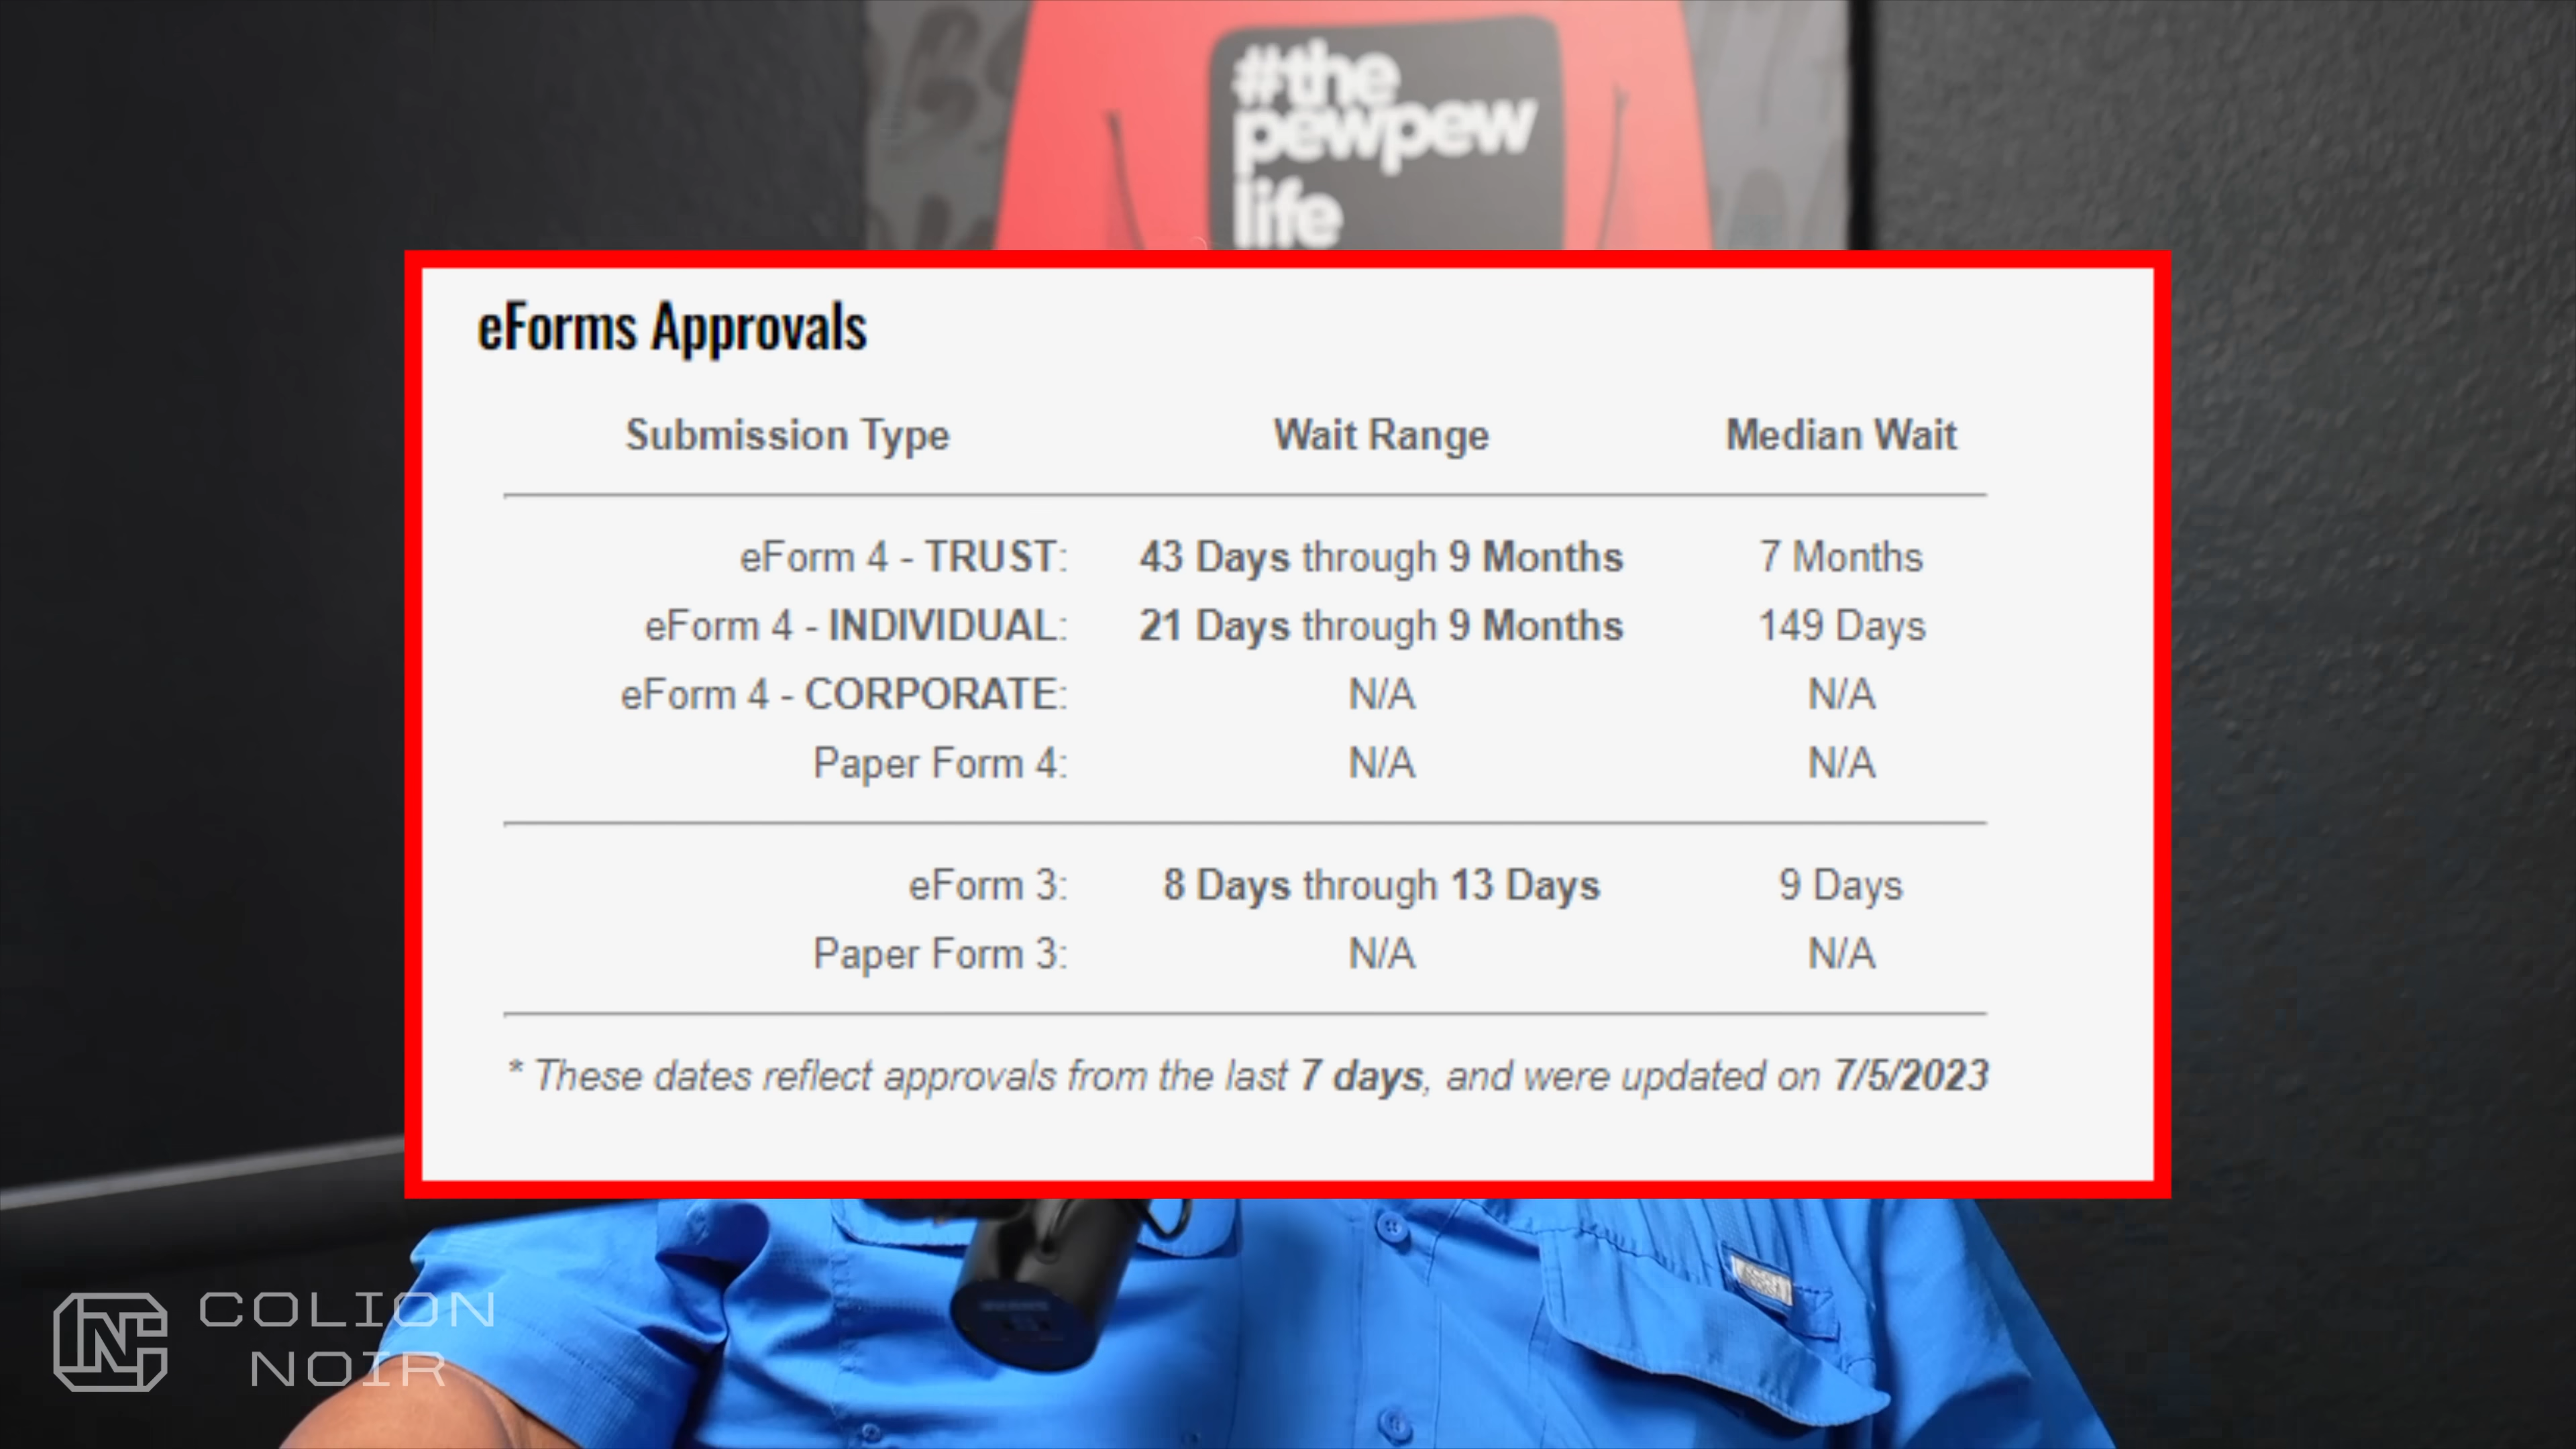 #the
pewpew
life
eForms Approvals
Submission Type Wait Range Median Wait
eForm 4 - TRUST: 43 Days through 9 Months 7 Months
eForm 4 - INDIVIDUAL: 21 Days through 9 Months 149 Days
eForm 4 - CORPORATE: N/A N/A
Paper Form 4: N/A N/A
eForm 3: 8 Days through 13 Days 9 Days
Paper Form 3: N/A N/A
* These dates reflect approvals from the last 7 days, and were updated on 7/5/2023
COLION
NOIR